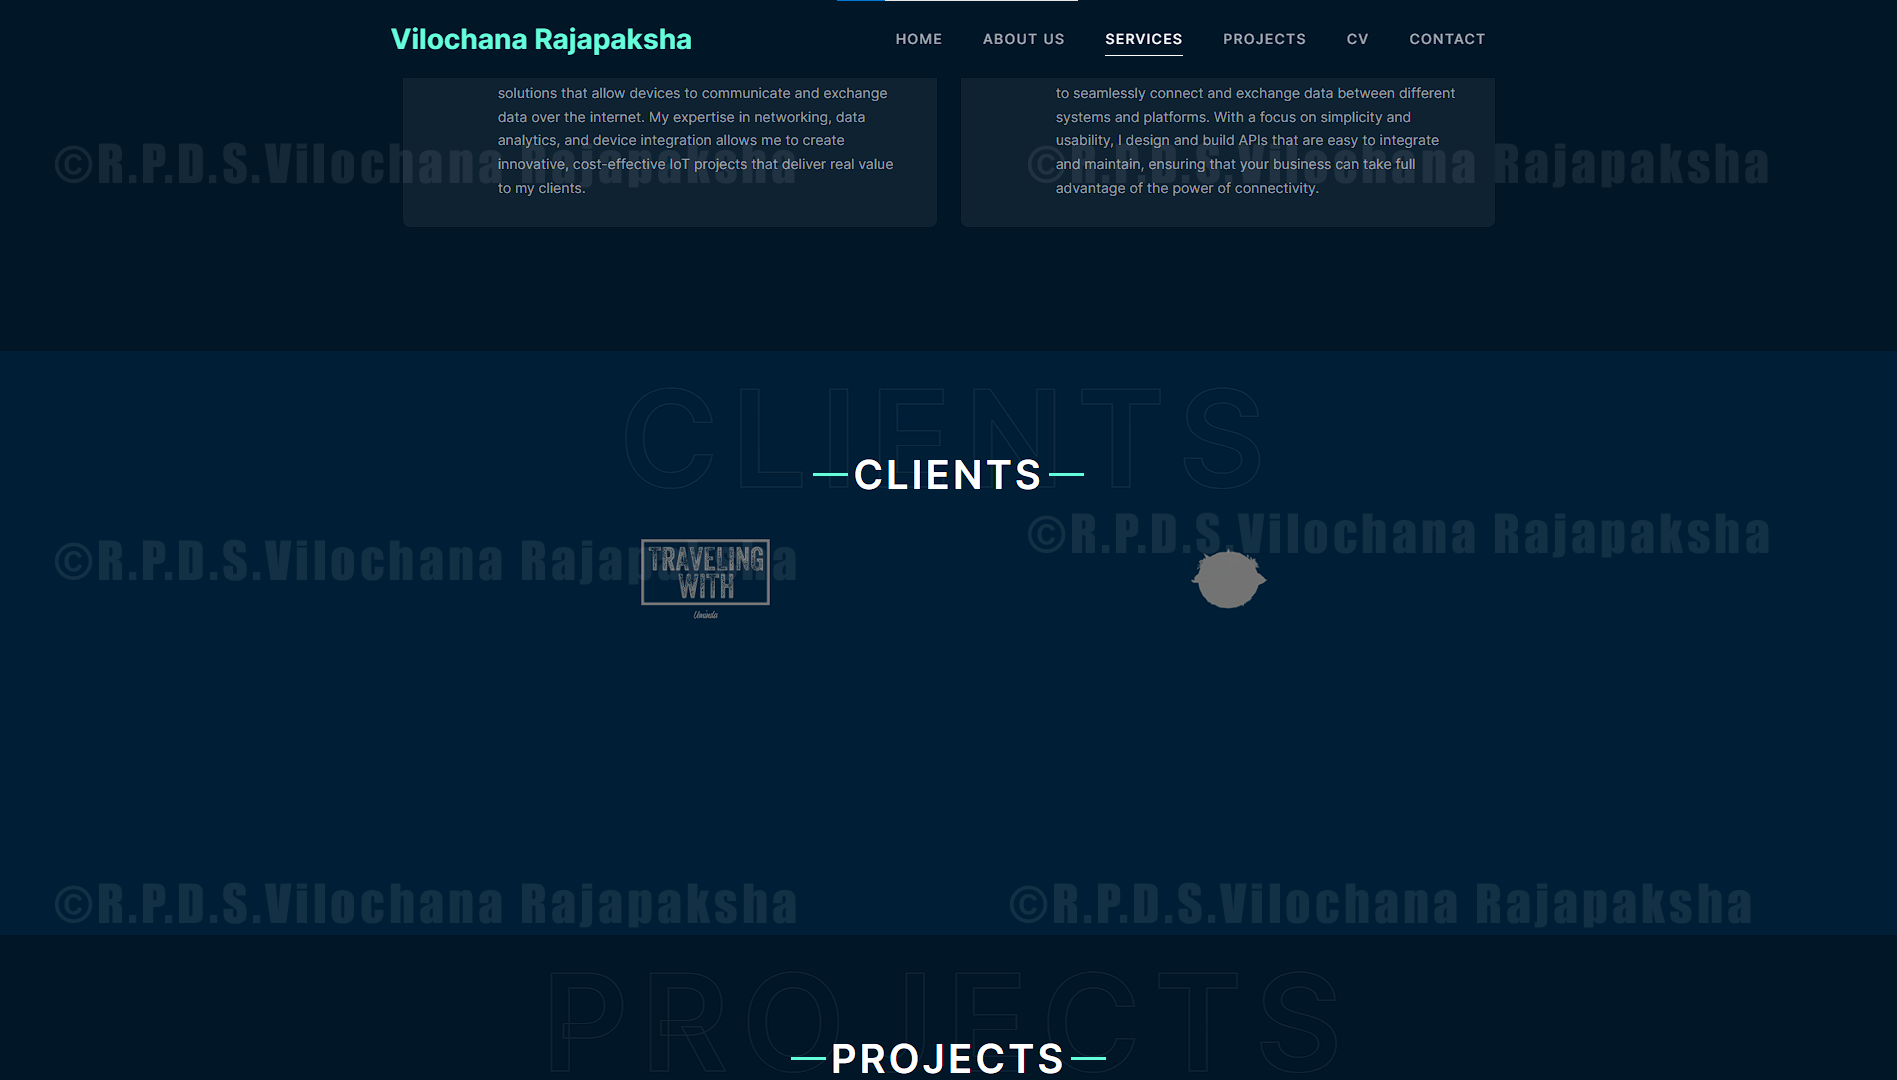 Vilochana Rajapaksha
HOME ABOUT US SERVICES PROJECTS CV CONTACT
solutions that allow devices to communicate and exchange
data over the internet. My expertise in networking, data
analytics, and device integration allows me to create
innovative, cost-effective IoT projects that deliver real value
to my clients.
to seamlessly connect and exchange data between different
systems and platforms. With a focus on simplicity and
usability, I design and build APIs that are easy to integrate
and maintain, ensuring that your business can take full
advantage of the power of connectivity.
©R.P.D.S.Vilochana Rajapaksha
©R.P.D.S.Vilochana Rajapaksha
CLIENTS
CLIENTS
©R.P.D.S.Vilochana Rajapaksha
©R.P.D.S.Vilochana Rajapaksha
TRAVELING
WITH
Uminda
©R.P.D.S.Vilochana Rajapaksha
©R.P.D.S.Vilochana Rajapaksha
PROJECTS
PROJECTS